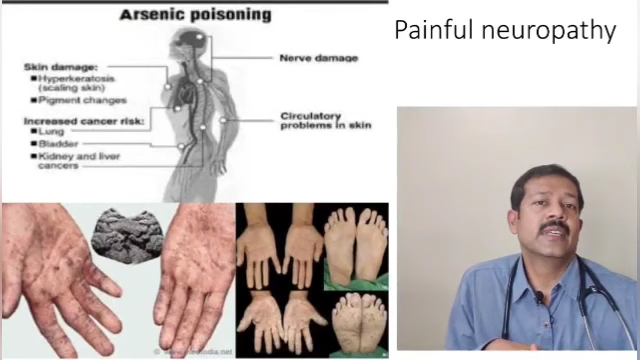 Arsenic poisoning
Painful neuropathy
Skin damage:
■ Hyperkeratosis
(scaling skin)
■ Pigment changes
Increased cancer risk:
■ Lung
■ Bladder
■ Kidney and liver
cancers
Nerve damage
Circulatory
problems in skin